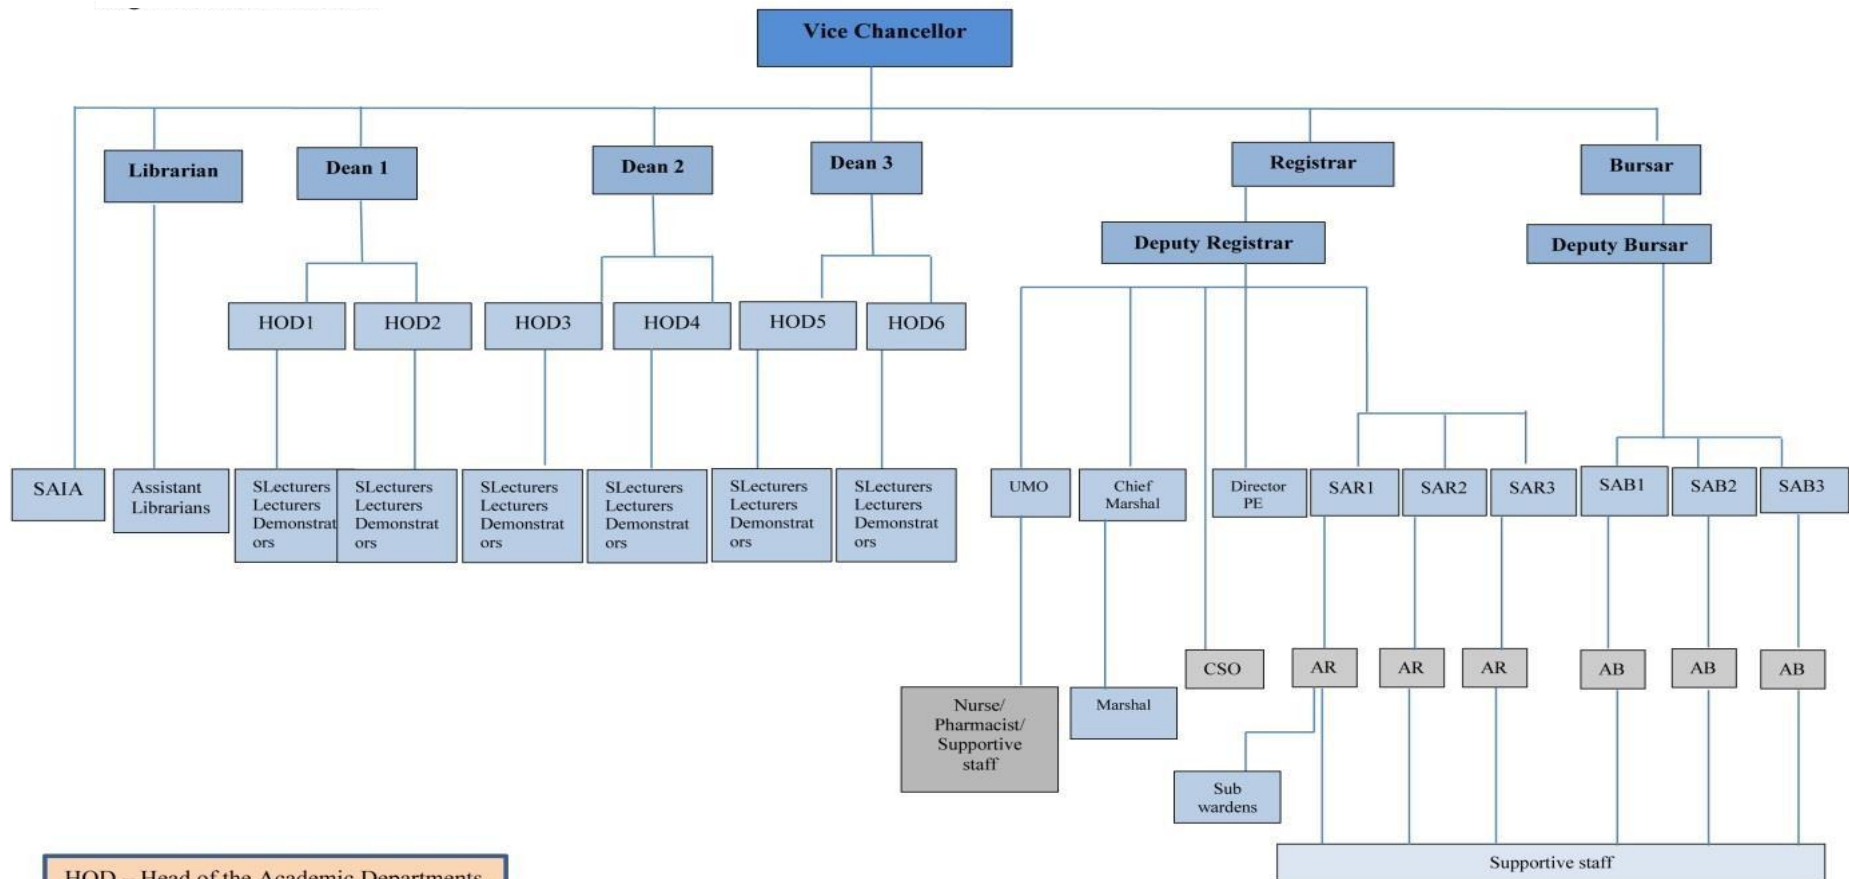 Vice Chancellor
Librarian
Dean 1
Dean 2
Dean 3
Registrar
Bursar
Deputy Registrar
Deputy Bursar
HOD1
HOD2
HOD3
HOD4
HOD5
HOD6
SAIA
Assistant
Librarians
SLecturers
Lecturers
Demonstrat
ors
SLecturers
Lecturers
Demonstrat
ors
SLecturers
Lecturers
Demonstrat
ors
SLecturers
Lecturers
Demonstrat
ors
SLecturers
Lecturers
Demonstrat
ors
SLecturers
Lecturers
Demonstrat
ors
UMO
Chief
Marshal
Director
PE
SAR1
SAR2
SAR3
SAB1
SAB2
SAB3
CSO
AR
AR
AR
AB
AB
AB
Nurse/
Pharmacist/
Supportive
staff
Marshal
Sub
wardens
Supportive staff
HOD – Head of the Academic Departments